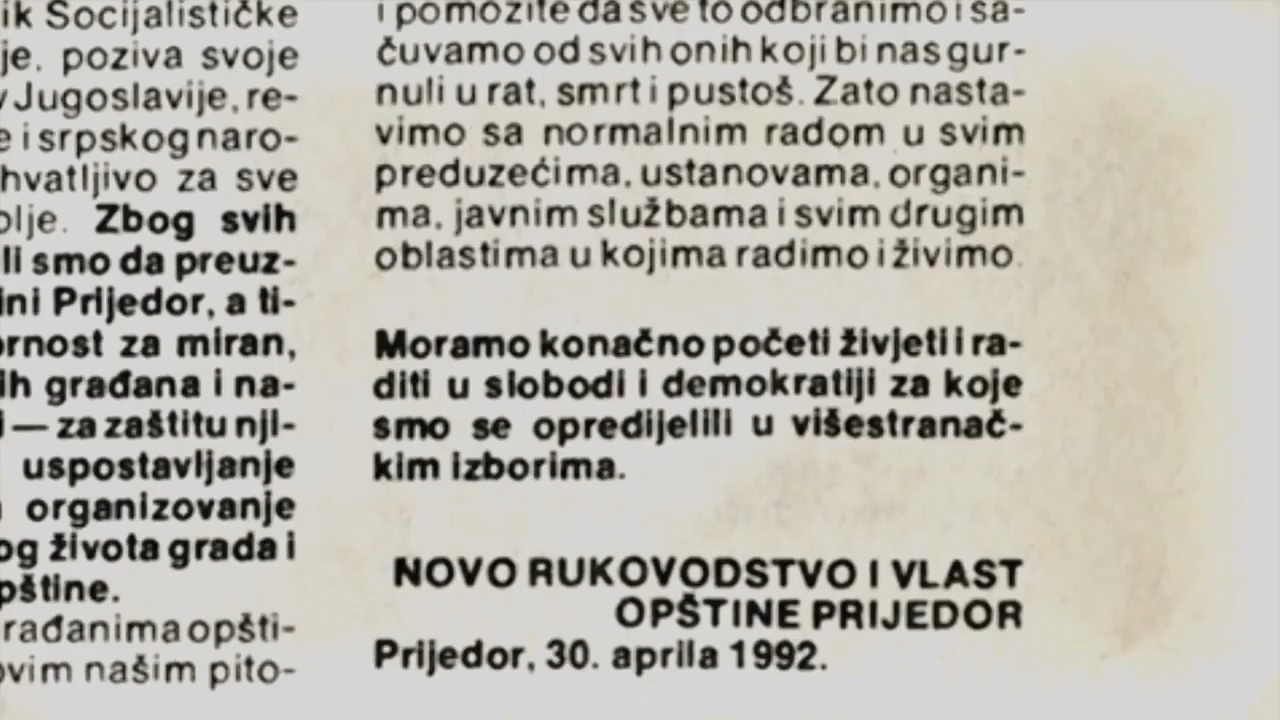 ik Socijalističke
je, poziva svoje
Jugoslavije, re-
e i srpskog naro-
hvatljivo za sve
olje. Zbog svih
li smo da preuz-
ini Prijedor, a ti-
ornost za miran,
ih građana i na-
i — za zaštitu nji-
uspostavljanje
organizovanje
og života grada i
pštine.
rađanima opšti-
ovim našim pito-
i pomozite da sve to odbranimo i sa-
čuvamo od svih onih koji bi nas gur-
nuli u rat, smrt i pustoš. Zato nasta-
vimo sa normalnim radom u svim
preduzećima, ustanovama, organi-
ma, javnim službama i svim drugim
oblastima u kojima radimo i živimo.
Moramo konačno početi živjeti i ra-
diti u slobodi i demokratiji za koje
smo se opredijelili u višestranač-
kim izborima.
NOVO RUKOVODSTVO I VLAST
OPŠTINE PRIJEDOR
Prijedor, 30. aprila 1992.